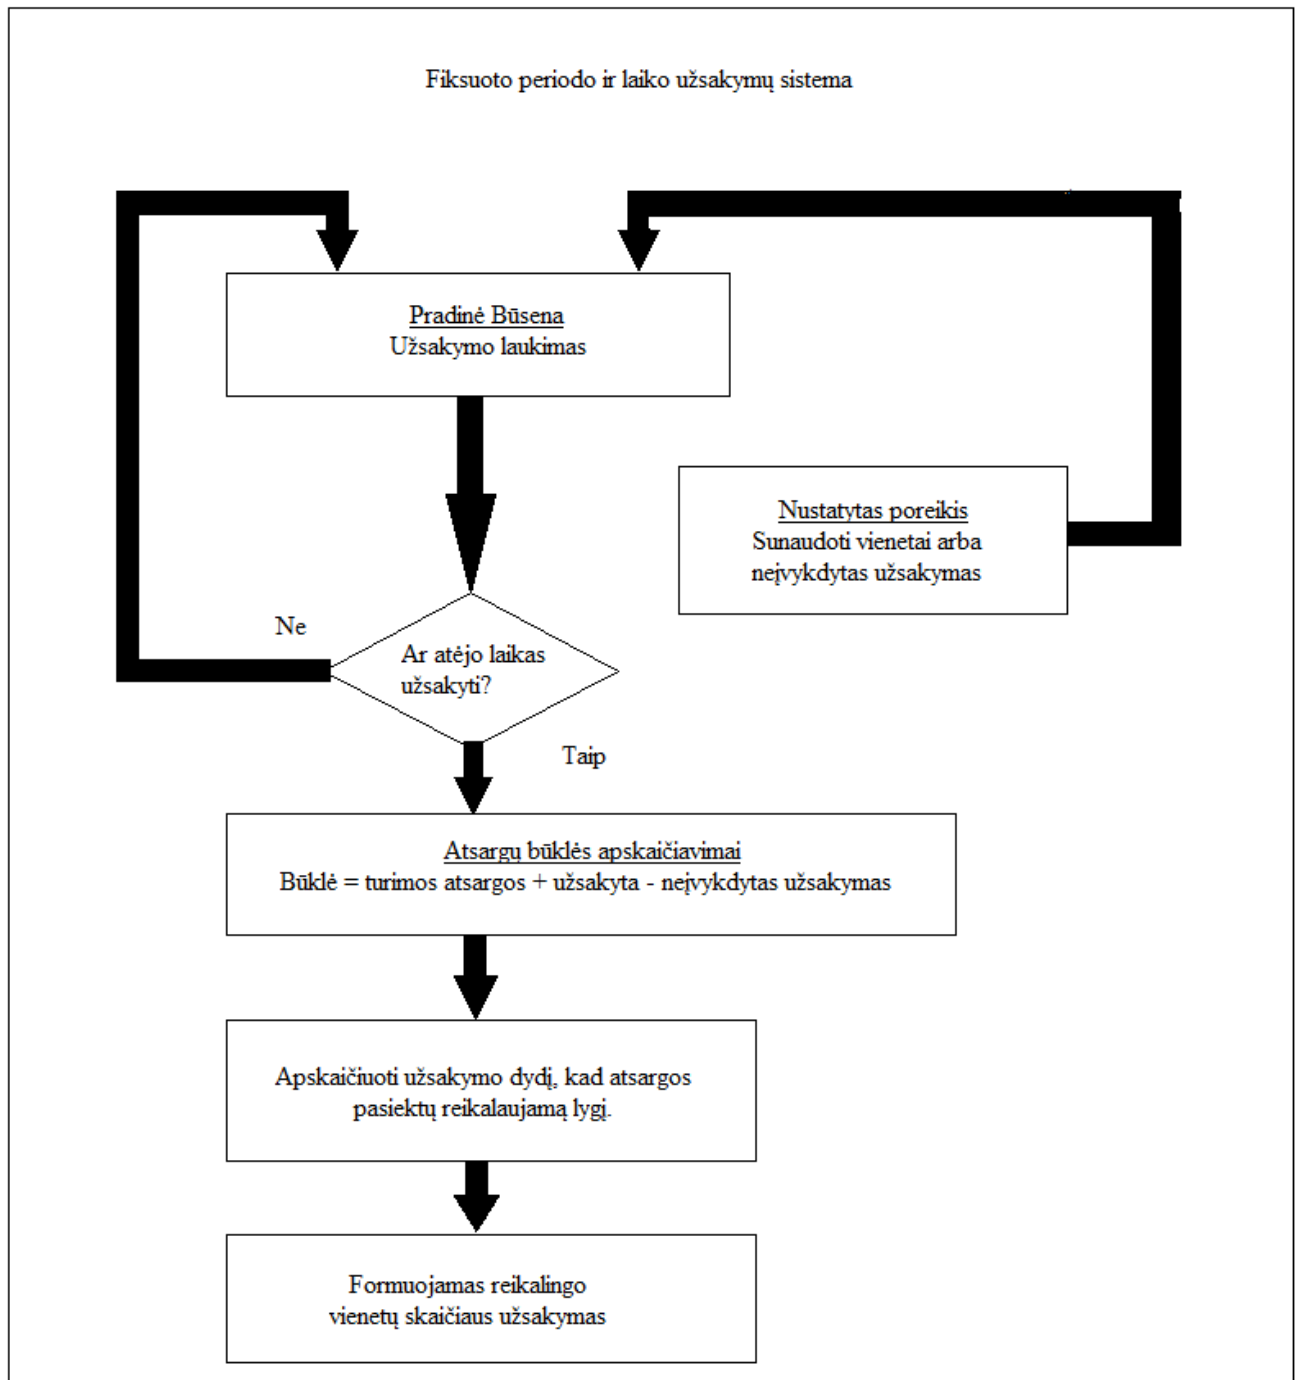 Fiksuoto periodo ir laiko užsakymų sistema
Pradinė Būsena
Užsakymo laukimas
Nustatytas poreikis
Sunaudoti vienetai arba
neįvykdytas užsakymas
Ne
Ar atėjo laikas
užsakyti?
Taip
Atsargų būklės apskaičiavimai
Būklė = turimos atsargos + užsakyta - neįvykdytas užsakymas
Apskaičiuoti užsakymo dydį, kad atsargos
pasiektų reikalaujamą lygį.
Formuojamas reikalingo
vienetų skaičiaus užsakymas